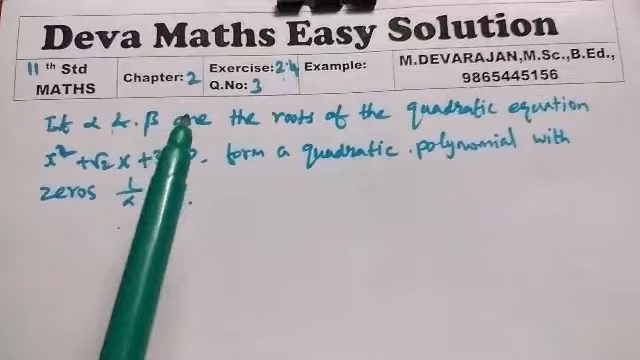 Deva Maths Easy Solution
11 th Std MATHS
Chapter: 2
Exercise: 2.4
Q.No: 3
Example:
M.DEVARAJAN,M.Sc.,B.Ed.,
9865445156
If α & β are the roots of the quadratic equation
x² + √2 x + 3 . form a quadratic polynomial with
zeros 1/α